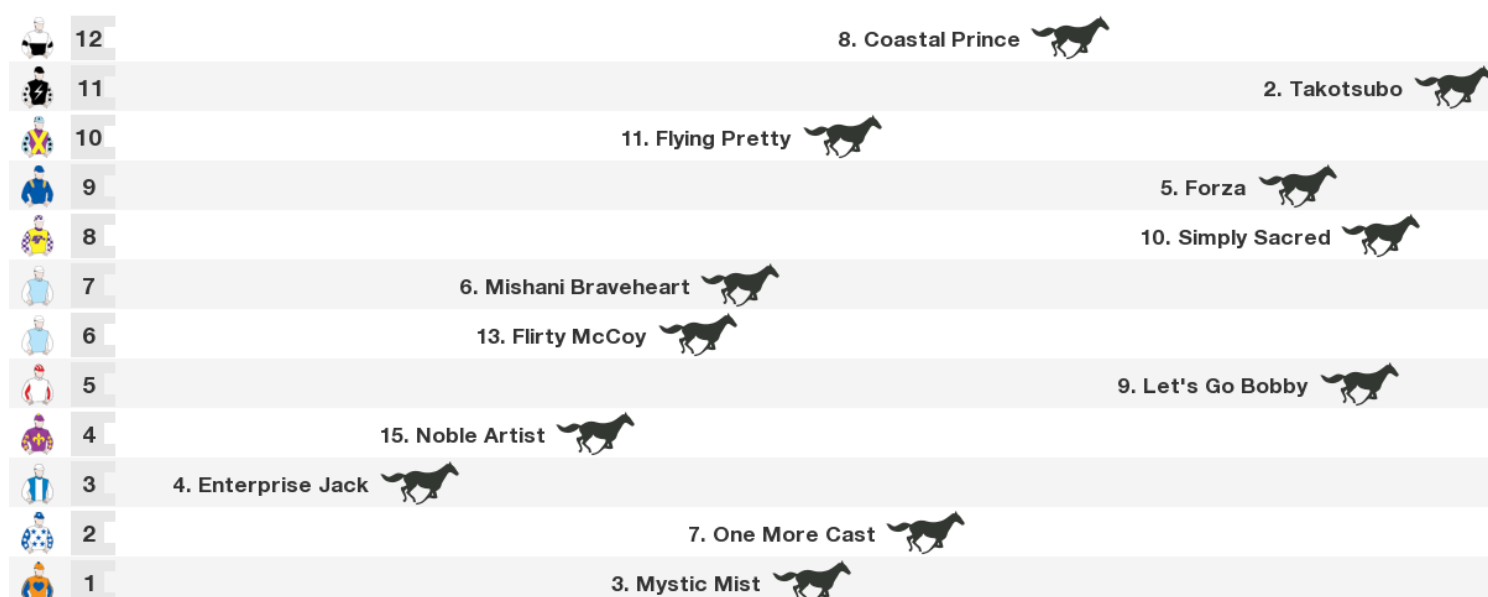 12 8. Coastal Prince
11 2. Takotsubo
10 11. Flying Pretty
9 5. Forza
8 10. Simply Sacred
7 6. Mishani Braveheart
6 13. Flirty McCoy
5 9. Let's Go Bobby
4 15. Noble Artist
3 4. Enterprise Jack
2 7. One More Cast
1 3. Mystic Mist